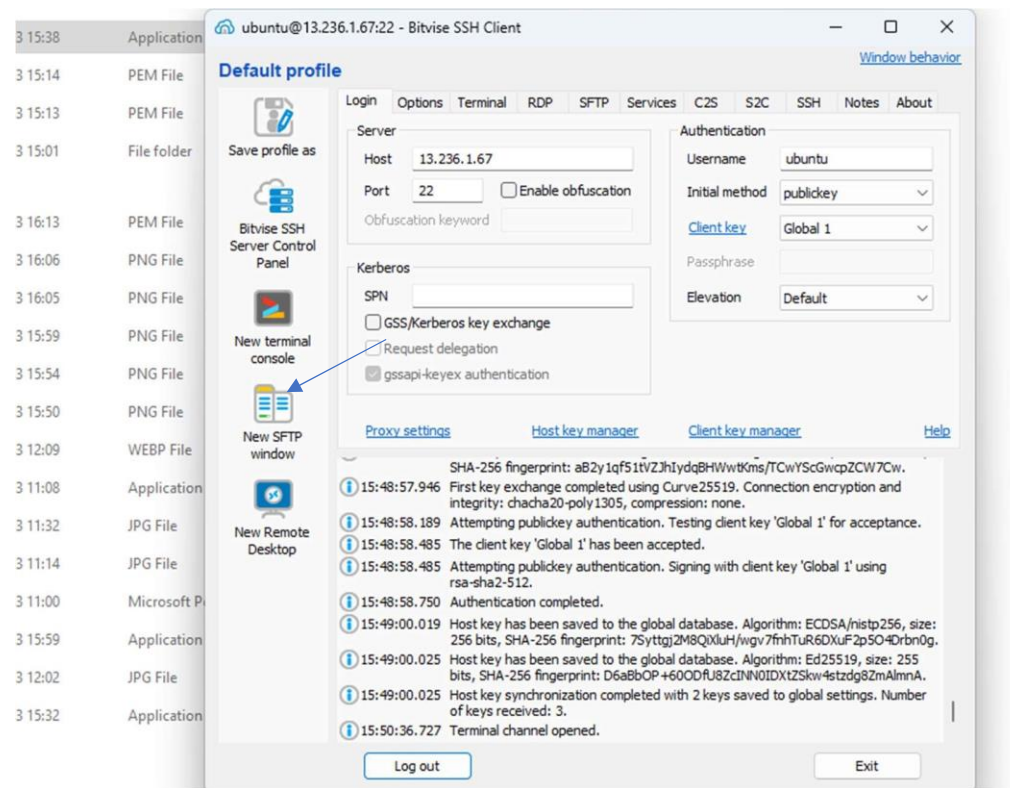 ubuntu@13.236.1.67:22 - Bitvise SSH Client
Default profile
Window behavior
3 15:38 Application
3 15:14 PEM File
3 15:13 PEM File
3 15:01 File folder
3 16:13 PEM File
3 16:06 PNG File
3 16:05 PNG File
3 15:59 PNG File
3 15:54 PNG File
3 15:50 PNG File
3 12:09 WEBP File
3 11:08 Application
3 11:32 JPG File
3 11:14 JPG File
3 11:00 Microsoft P
3 15:59 Application
3 12:02 JPG File
3 15:32 Application
Save profile as
Bitvise SSH
Server Control
Panel
New terminal
console
New SFTP
window
New Remote
Desktop
Login Options Terminal RDP SFTP Services C2S S2C SSH Notes About
Server
Host 13.236.1.67
Port 22 Enable obfuscation
Obfuscation keyword
Kerberos
SPN
GSS/Kerberos key exchange
Request delegation
gssapi-keyex authentication
Authentication
Username ubuntu
Initial method publickey
Client key Global 1
Passphrase
Elevation Default
Proxy settings Host key manager Client key manager Help
SHA-256 fingerprint: aB2y1qf51tVZJhIydqBHWwtKms/TCwYScGwcpZCW7Cw.
15:48:57.946 First key exchange completed using Curve25519. Connection encryption and
integrity: chacha20-poly1305, compression: none.
15:48:58.189 Attempting publickey authentication. Testing client key 'Global 1' for acceptance.
15:48:58.485 The client key 'Global 1' has been accepted.
15:48:58.485 Attempting publickey authentication. Signing with client key 'Global 1' using
rsa-sha2-512.
15:48:58.750 Authentication completed.
15:49:00.019 Host key has been saved to the global database. Algorithm: ECDSA/nistp256, size:
256 bits, SHA-256 fingerprint: 7Syttgj2M8QiXluH/wgv7fnhTuR6DXuF2p5O4Drbn0g.
15:49:00.025 Host key has been saved to the global database. Algorithm: Ed25519, size: 255
bits, SHA-256 fingerprint: D6aBbOP+60ODfU8ZcINN0IDXtZSkw4stzdg8ZmAlmnA.
15:49:00.025 Host key synchronization completed with 2 keys saved to global settings. Number
of keys received: 3.
15:50:36.727 Terminal channel opened.
Log out Exit